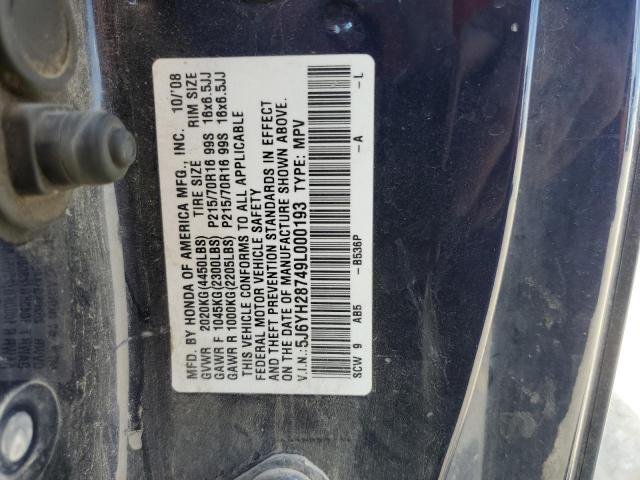 MFD. BY HONDA OF AMERICA MFG., INC. 10/'08
TIRE SIZE RIM SIZE
GVWR 2020KG(4450LBS)
GAWR F 1045KG(2300LBS) P215/70R16 99S 16x6.5JJ
GAWR R 1000KG(2205LBS) P215/70R16 99S 16x6.5JJ
THIS VEHICLE CONFORMS TO ALL APPLICABLE
FEDERAL MOTOR VEHICLE SAFETY
AND THEFT PREVENTION STANDARDS IN EFFECT
ON THE DATE OF MANUFACTURE SHOWN ABOVE.
V.I.N.: 5J6YH28749L000193 TYPE: MPV
SCW 9 AB5 -B536P -A -L